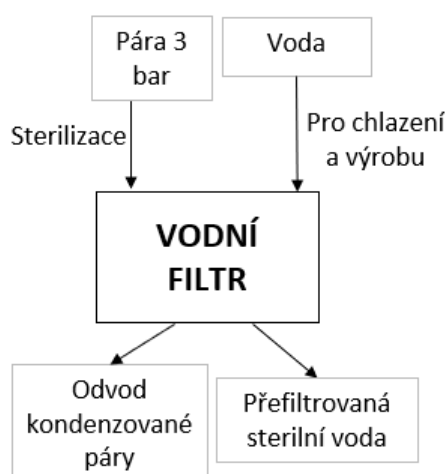 Pára 3
bar
Voda
Sterilizace
Pro chlazení
a výrobu
VODNÍ
FILTR
Odvod
kondenzované
páry
Přefiltrovaná
sterilní voda